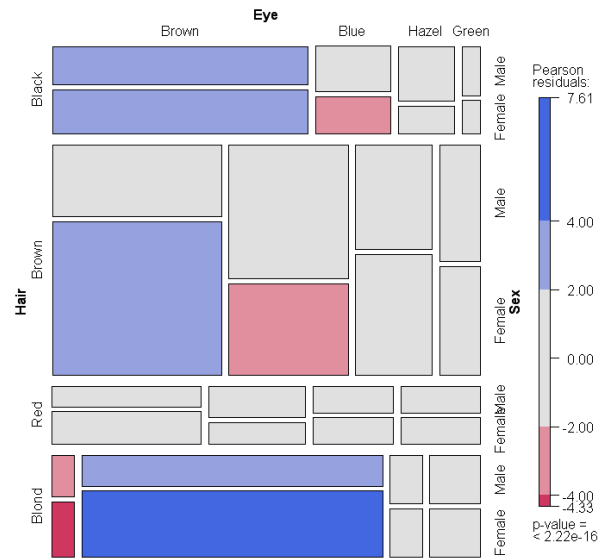 Eye
Brown Blue Hazel Green
Hair
Black
Brown
Red
Blond
Male
Female
Male
Female
Male
Female
Male
Female
Sex
Pearson
residuals:
7.61
4.00
2.00
0.00
-2.00
-4.00
-4.33
p-value =
< 2.22e-16